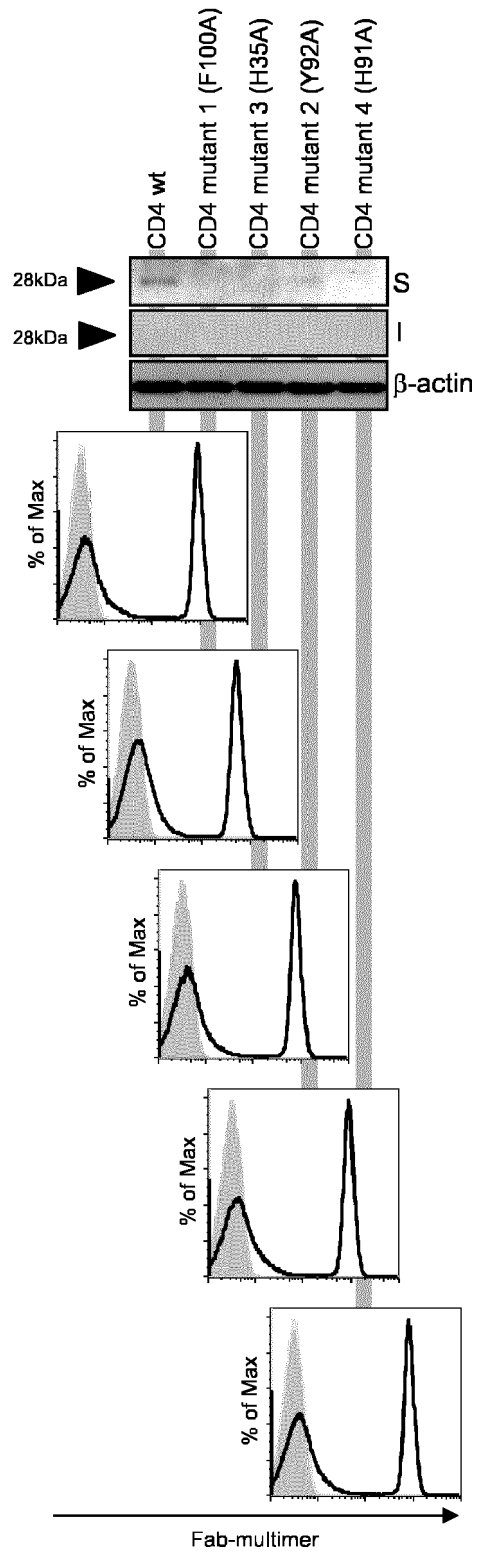 CD4 wt
CD4 mutant 1 (F100A)
CD4 mutant 3 (H35A)
CD4 mutant 2 (Y92A)
CD4 mutant 4 (H91A)
28kDa
S
28kDa
I
β-actin
% of Max
% of Max
% of Max
% of Max
% of Max
Fab-multimer